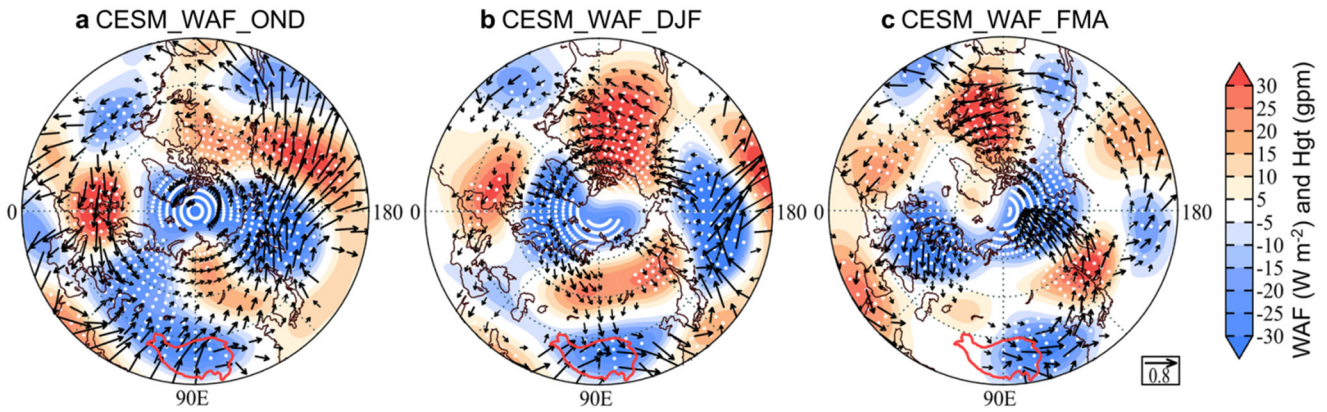 a CESM_WAF_OND
b CESM_WAF_DJF
c CESM_WAF_FMA
0
180
0
180
0
180
90E
90E
90E
30
25
20
15
10
5
-5
-10
-15
-20
-25
-30
WAF (W m⁻²) and Hgt (gpm)
0.8